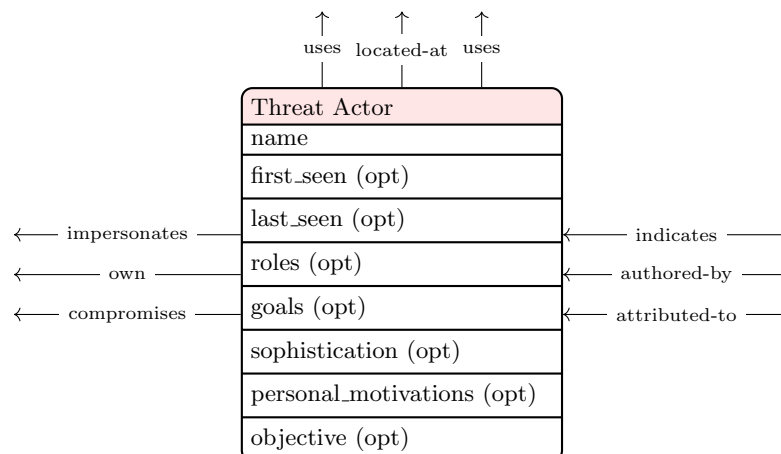 uses located-at uses
Threat Actor
name
first_seen (opt)
last_seen (opt)
impersonates
indicates
roles (opt)
own
authored-by
goals (opt)
compromises
attributed-to
sophistication (opt)
personal_motivations (opt)
objective (opt)